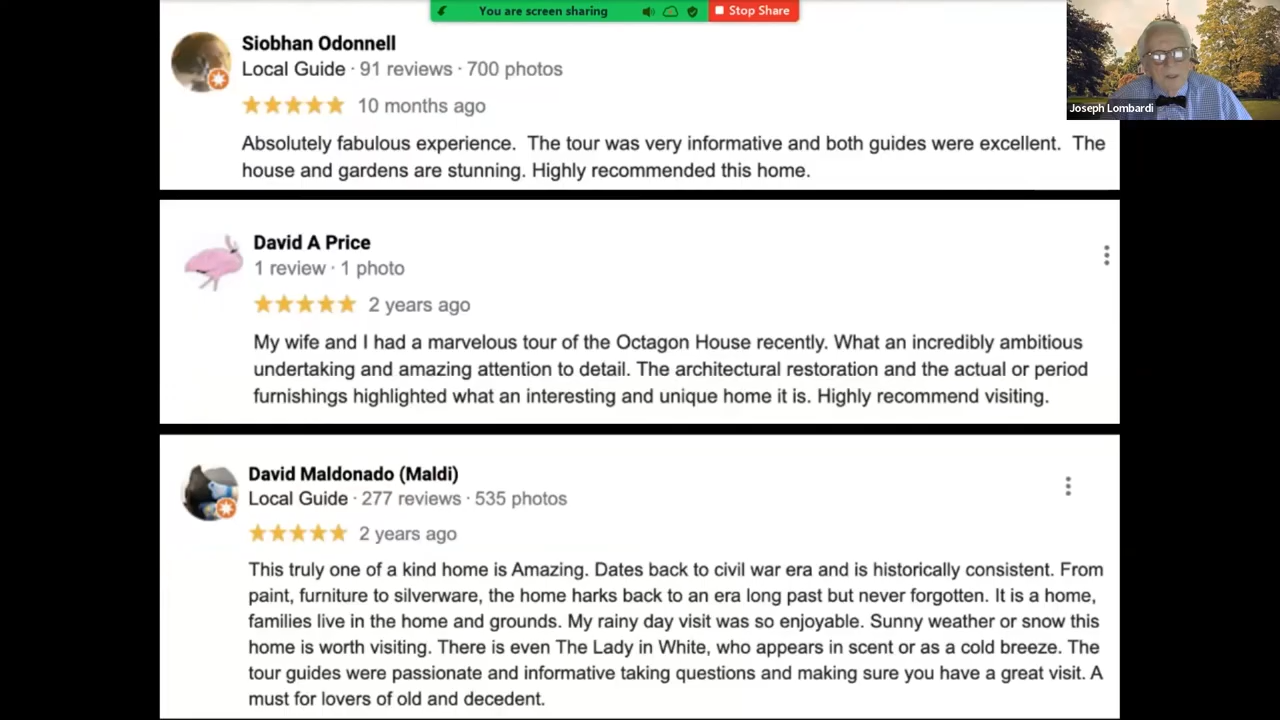 You are screen sharing
Stop Share
Joseph Lombardi
Siobhan Odonnell
Local Guide · 91 reviews · 700 photos
10 months ago
Absolutely fabulous experience.  The tour was very informative and both guides were excellent.  The
house and gardens are stunning. Highly recommended this home.
David A Price
1 review · 1 photo
2 years ago
My wife and I had a marvelous tour of the Octagon House recently. What an incredibly ambitious
undertaking and amazing attention to detail. The architectural restoration and the actual or period
furnishings highlighted what an interesting and unique home it is. Highly recommend visiting.
David Maldonado (Maldi)
Local Guide · 277 reviews · 535 photos
2 years ago
This truly one of a kind home is Amazing. Dates back to civil war era and is historically consistent. From
paint, furniture to silverware, the home harks back to an era long past but never forgotten. It is a home,
families live in the home and grounds. My rainy day visit was so enjoyable. Sunny weather or snow this
home is worth visiting. There is even The Lady in White, who appears in scent or as a cold breeze. The
tour guides were passionate and informative taking questions and making sure you have a great visit. A
must for lovers of old and decedent.